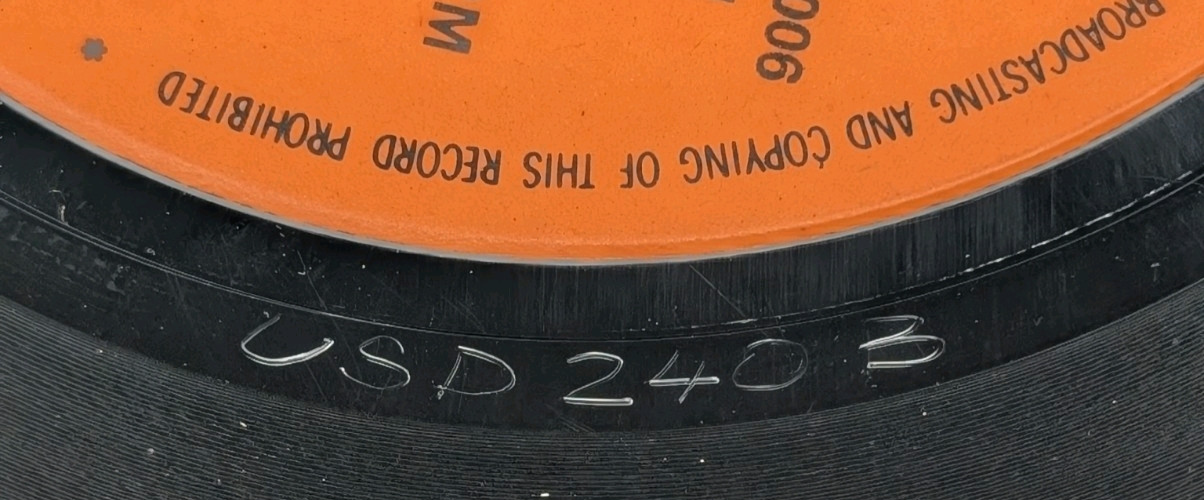 BROADCASTING AND COPYING OF THIS RECORD PROHIBITED
USD 240 B